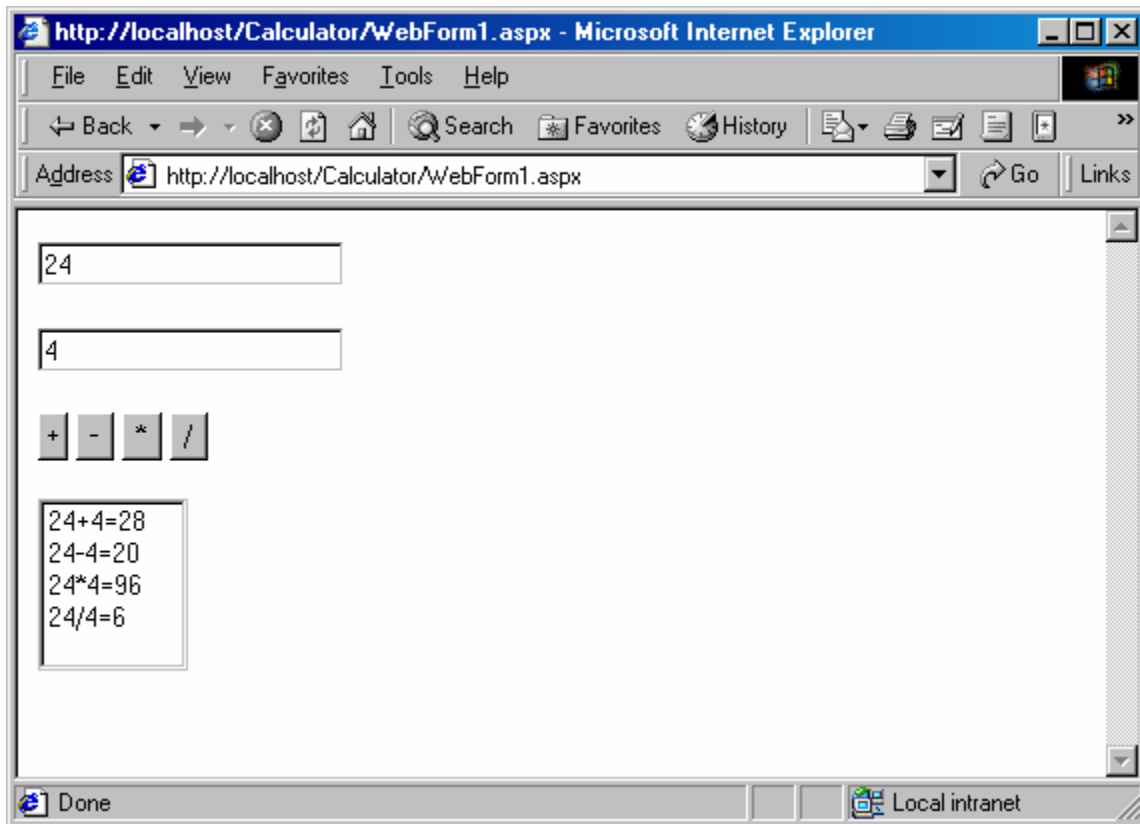 http://localhost/Calculator/WebForm1.aspx - Microsoft Internet Explorer
File Edit View Favorites Tools Help
Back Search Favorites History »
Address http://localhost/Calculator/WebForm1.aspx Go Links
24
4
+ - * /
24+4=28
24-4=20
24*4=96
24/4=6
Done Local intranet